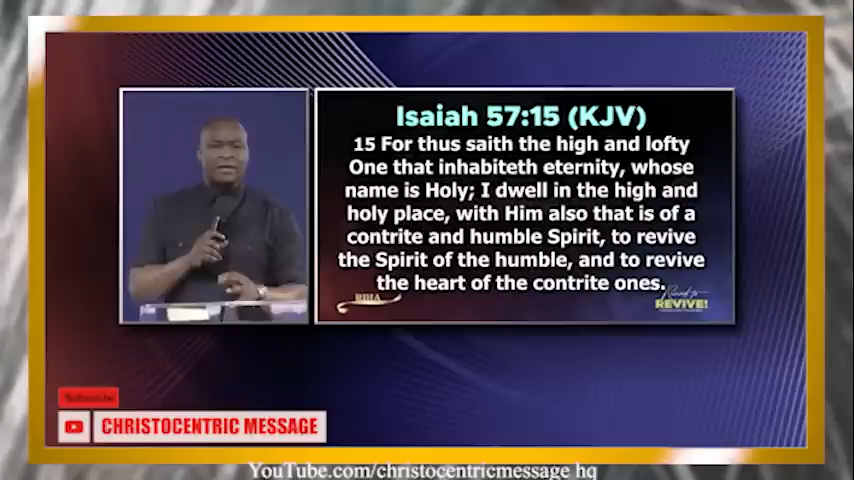 Isaiah 57:15 (KJV)
15 For thus saith the high and lofty
One that inhabiteth eternity, whose
name is Holy; I dwell in the high and
holy place, with Him also that is of a
contrite and humble Spirit, to revive
the Spirit of the humble, and to revive
the heart of the contrite ones.
REVIVE!
Subscribe
CHRISTOCENTRIC MESSAGE
YouTube.com/christocentricmessage hq